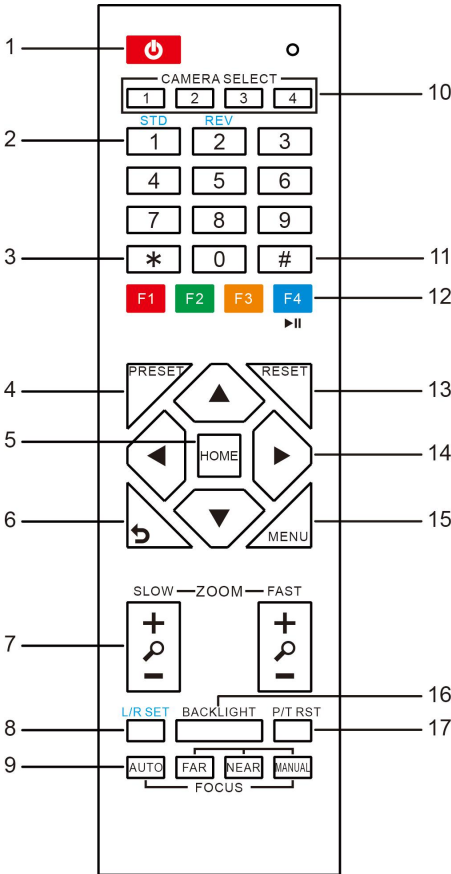 1
CAMERA SELECT
1 2 3 4
10
STD REV
2
1 2 3
4 5 6
7 8 9
3
* 0 #
11
F1 F2 F3 F4
12
4
PRESET RESET
13
5
HOME
14
6
MENU
15
SLOW ZOOM FAST
+ +
7
- -
16
L/R SET BACKLIGHT P/T RST
8
17
9
AUTO FAR NEAR MANUAL
FOCUS